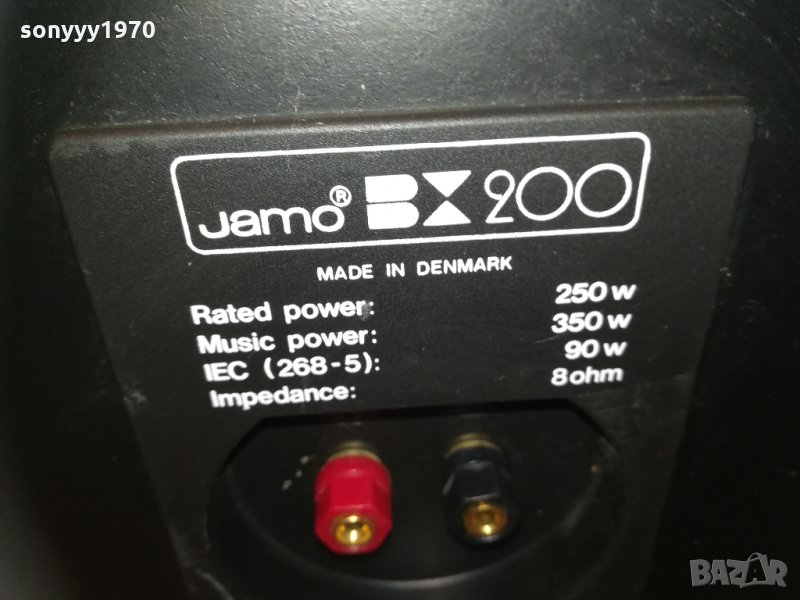 sonyyy1970
Jamo® BX 200
MADE IN DENMARK
Rated power: 250 w
Music power: 350 w
IEC (268-5): 90 w
Impedance: 8 ohm
BAZAR